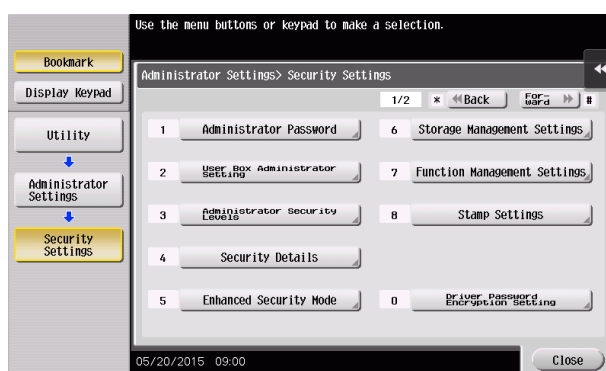 Use the menu buttons or keypad to make a selection.
Bookmark
Display Keypad
Utility
Administrator
Settings
Security
Settings
Administrator Settings> Security Settings
1/2 * Back For-
ward #
1 Administrator Password
2 User Box Administrator
Setting
3 Administrator Security
Levels
4 Security Details
5 Enhanced Security Mode
6 Storage Management Settings
7 Function Management Settings
8 Stamp Settings
0 Driver Password
Encryption Setting
05/20/2015 09:00
Close